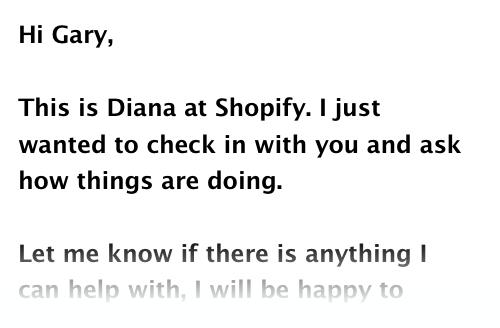 Hi Gary,
This is Diana at Shopify. I just
wanted to check in with you and ask
how things are doing.
Let me know if there is anything I
can help with, I will be happy to